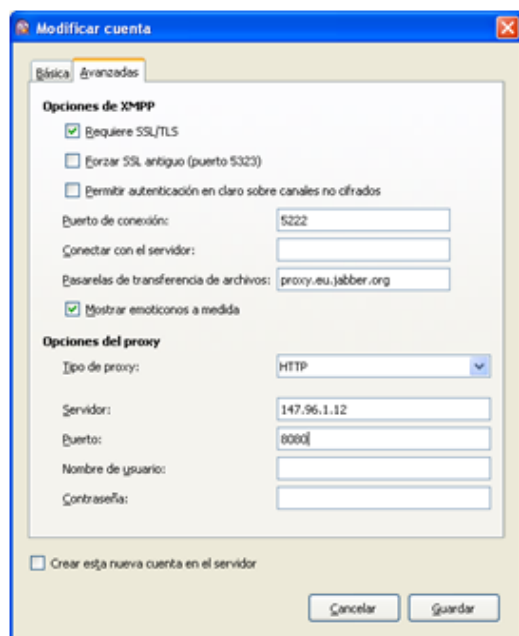 Modificar cuenta
Básica Avanzadas
Opciones de XMPP
Requiere SSL/TLS
Forzar SSL antiguo (puerto 5323)
Permitir autenticación en claro sobre canales no cifrados
Puerto de conexión: 5222
Conectar con el servidor:
Pasarelas de transferencia de archivos: proxy.eu.jabber.org
Mostrar emoticonos a medida
Opciones del proxy
Tipo de proxy: HTTP
Servidor: 147.96.1.12
Puerto: 8080
Nombre de usuario:
Contraseña:
Crear esta nueva cuenta en el servidor
Cancelar Guardar